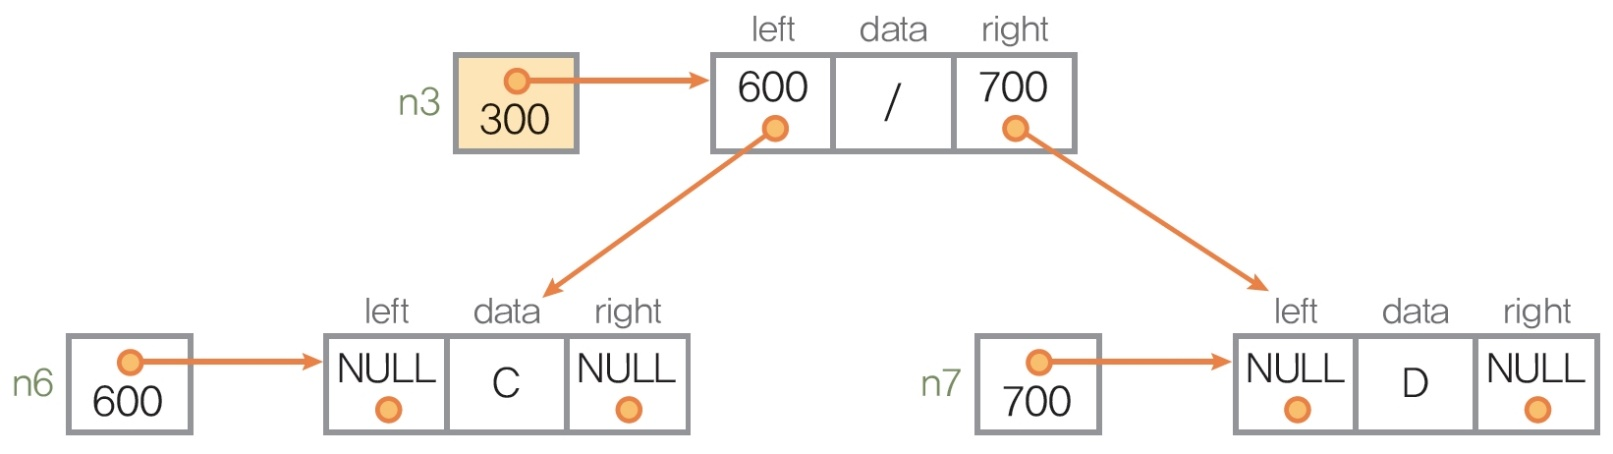 left data right
n3 300 600 / 700
left data right left data right
n6 600 NULL C NULL n7 700 NULL D NULL